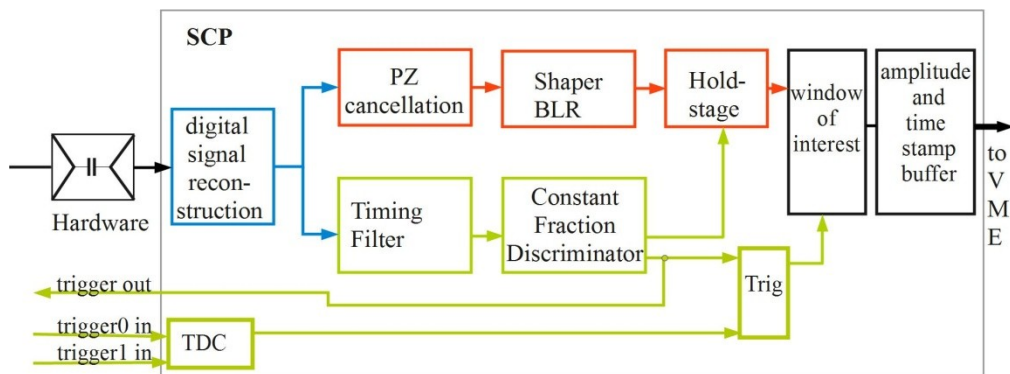 SCP
PZ
cancellation
Shaper
BLR
Hold-
stage
window
of
interest
amplitude
and
time
stamp
buffer
to
V
M
E
digital
signal
recon-
struction
Hardware
Timing
Filter
Constant
Fraction
Discriminator
Trig
trigger out
trigger0 in
trigger1 in
TDC